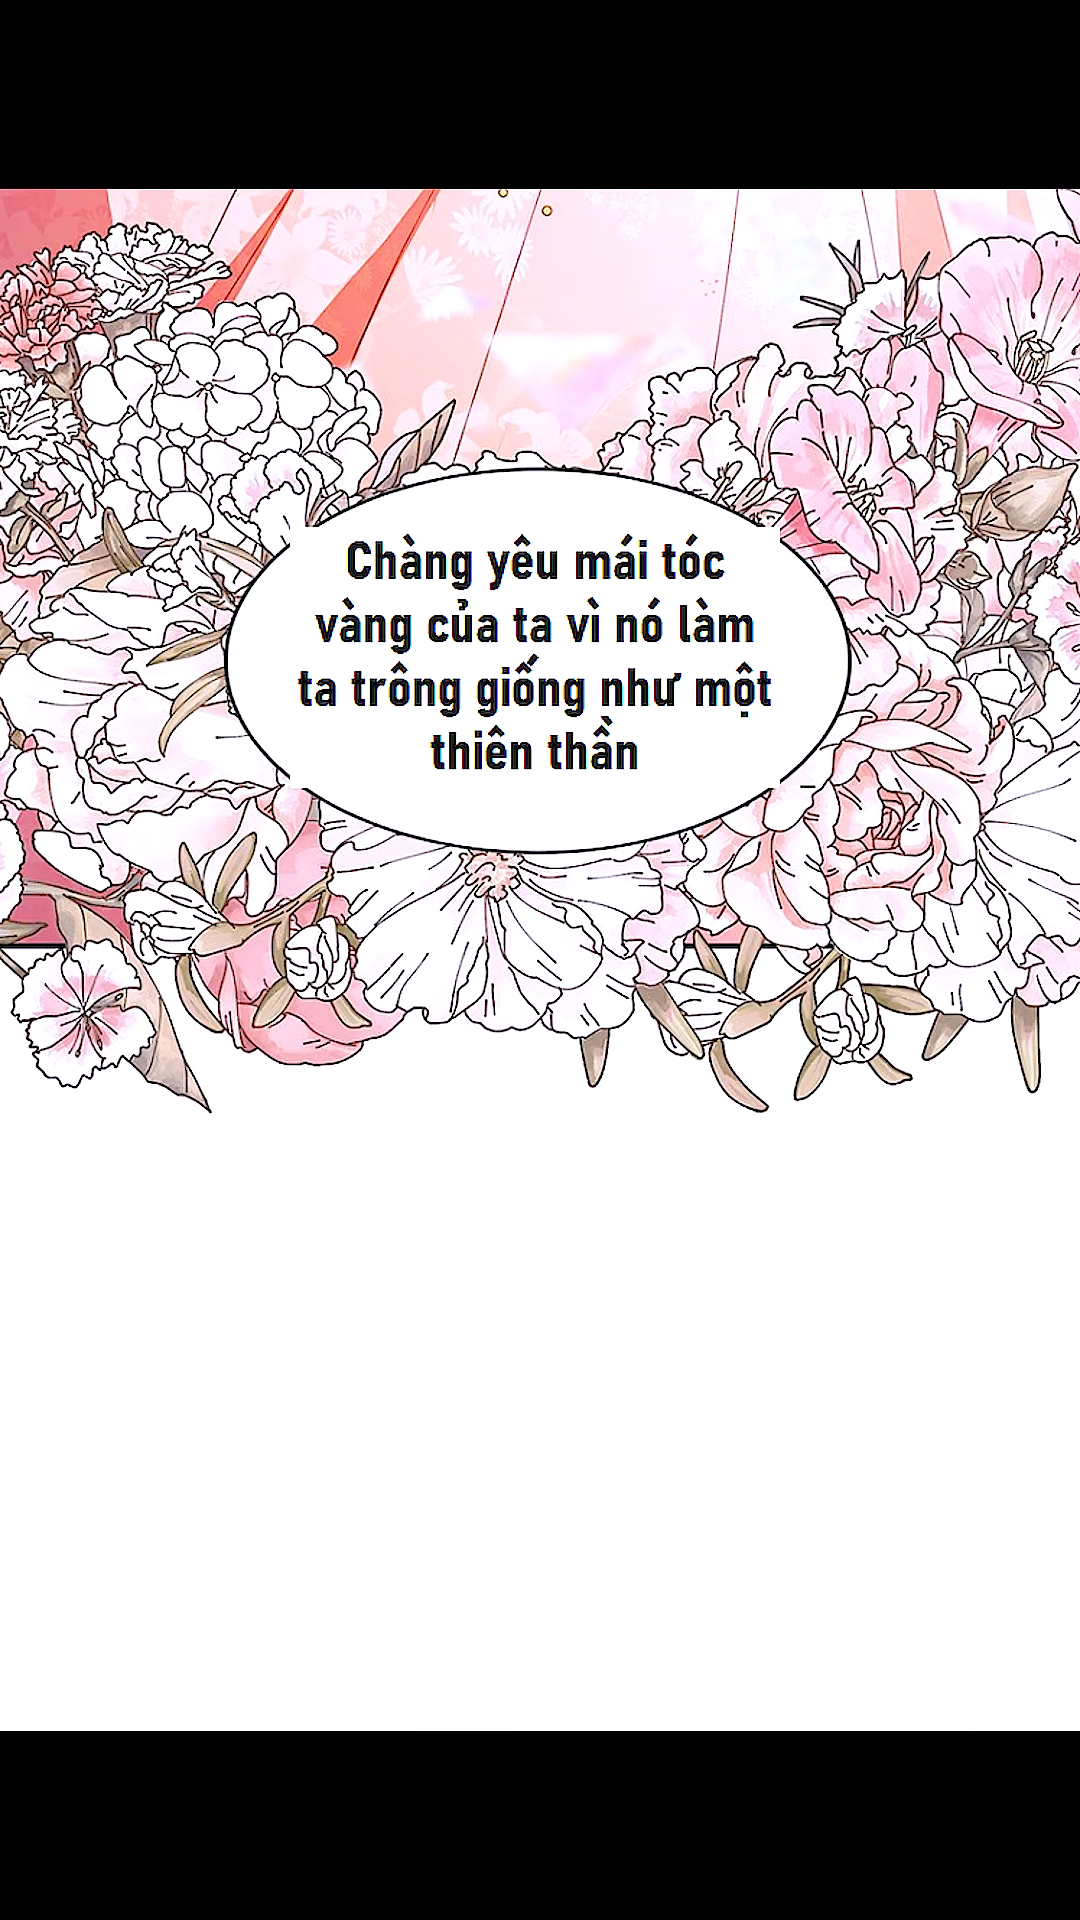 Chàng yêu mái tóc
vàng của ta vì nó làm
ta trông giống như một
thiên thần